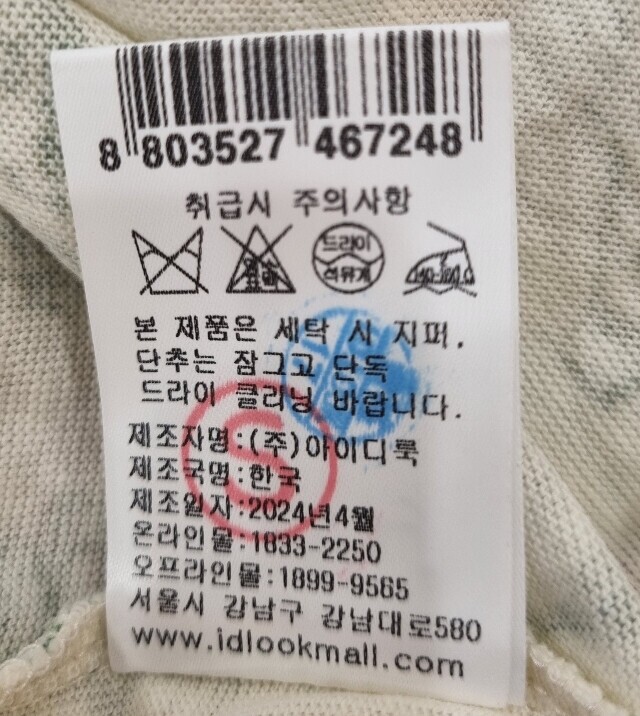 8 803527 467248
취급시 주의사항
드라이
석유계
본 제품은 세탁 시 지퍼,
단추는 잠그고 단독
드라이 클리닝 바랍니다.
제조자명:(주)아이디룩
제조국명:한국
제조일자:2024년4월
온라인몰:1833-2250
오프라인몰:1899-9565
서울시 강남구 강남대로580
www.idlookmall.com
S